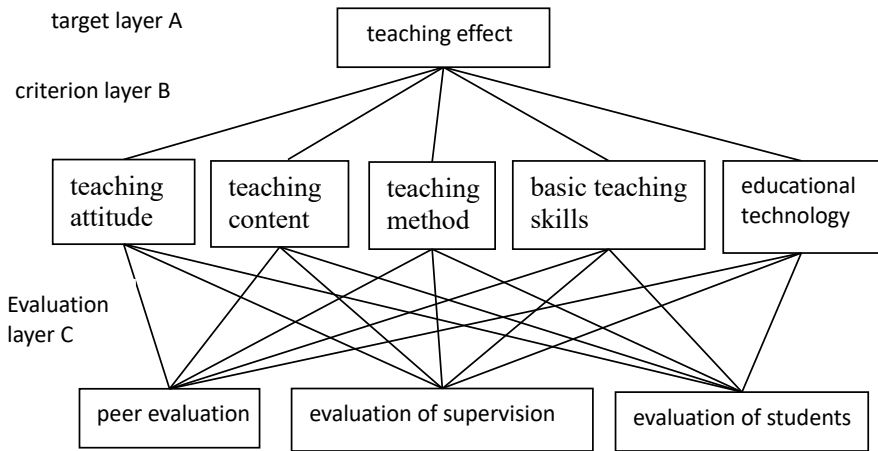 target layer A
teaching effect
criterion layer B
teaching
attitude
teaching
content
teaching
method
basic teaching
skills
educational
technology
Evaluation
layer C
peer evaluation
evaluation of supervision
evaluation of students